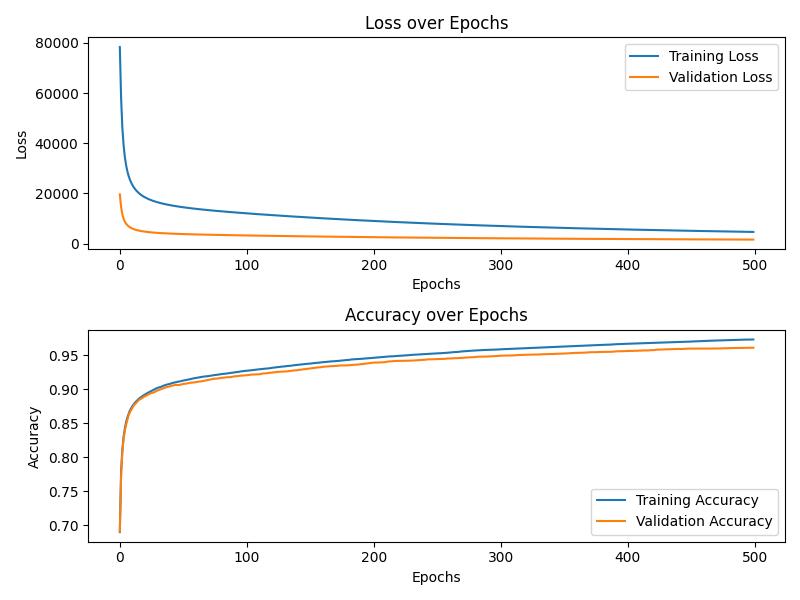 Loss over Epochs
80000
60000
40000
20000
0
Loss
Training Loss
Validation Loss
0 100 200 300 400 500
Epochs
Accuracy over Epochs
0.95
0.90
0.85
0.80
0.75
0.70
Accuracy
Training Accuracy
Validation Accuracy
0 100 200 300 400 500
Epochs